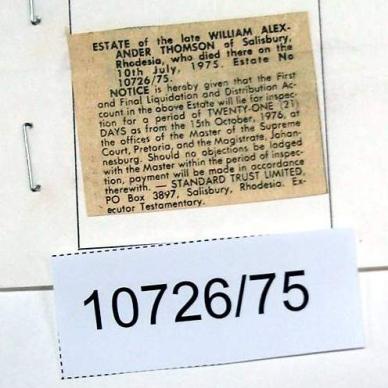 ESTATE of the late WILLIAM ALEX-
ANDER THOMSON of Salisbury,
Rhodesia, who died there on the
10th July, 1975. Estate No
10726/75.
NOTICE is hereby given that the First
and Final Liquidation and Distribution Ac-
count in the above Estate will lie for inspec-
tion for a period of TWENTY-ONE (21)
DAYS as from the 15th October, 1976, at
the offices of the Master of the Supreme
Court, Pretoria, and the Magistrate, Johan-
nesburg. Should no objections be lodged
with the Master within the period of inspec-
tion, payment will be made in accordance
therewith. — STANDARD TRUST LIMITED,
PO Box 3897, Salisbury, Rhodesia. Ex-
ecutor Testamentary.
10726/75